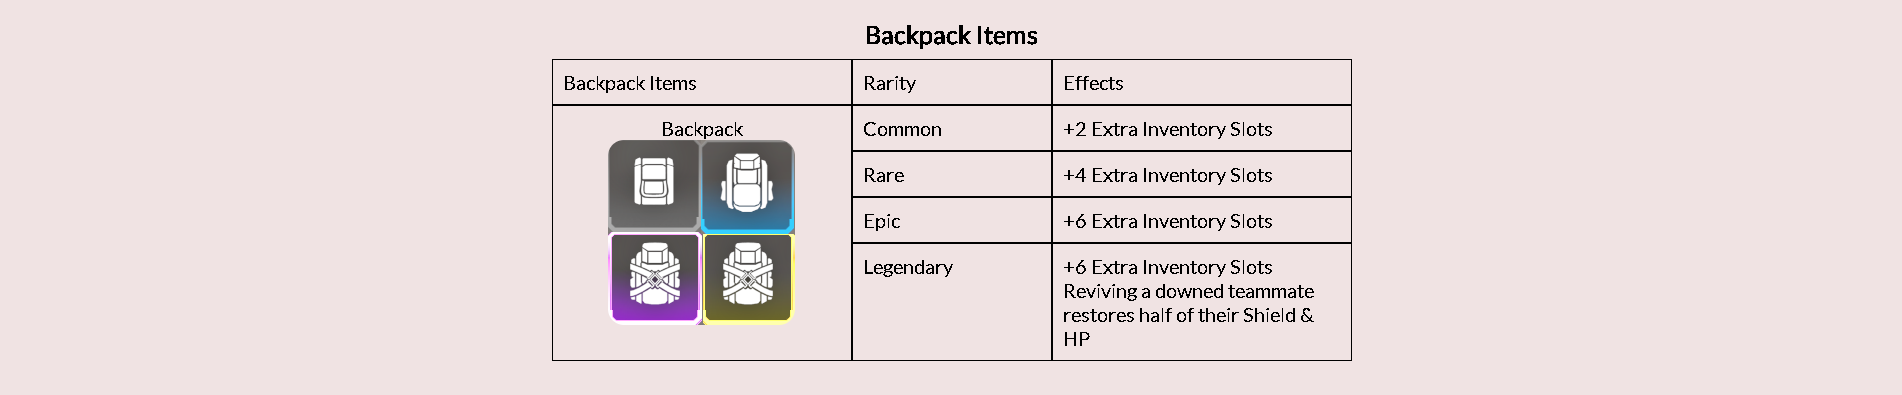 Backpack Items
Backpack Items
Rarity
Effects
Backpack
Common
+2 Extra Inventory Slots
Rare
+4 Extra Inventory Slots
Epic
+6 Extra Inventory Slots
Legendary
+6 Extra Inventory Slots
Reviving a downed teammate
restores half of their Shield &
HP